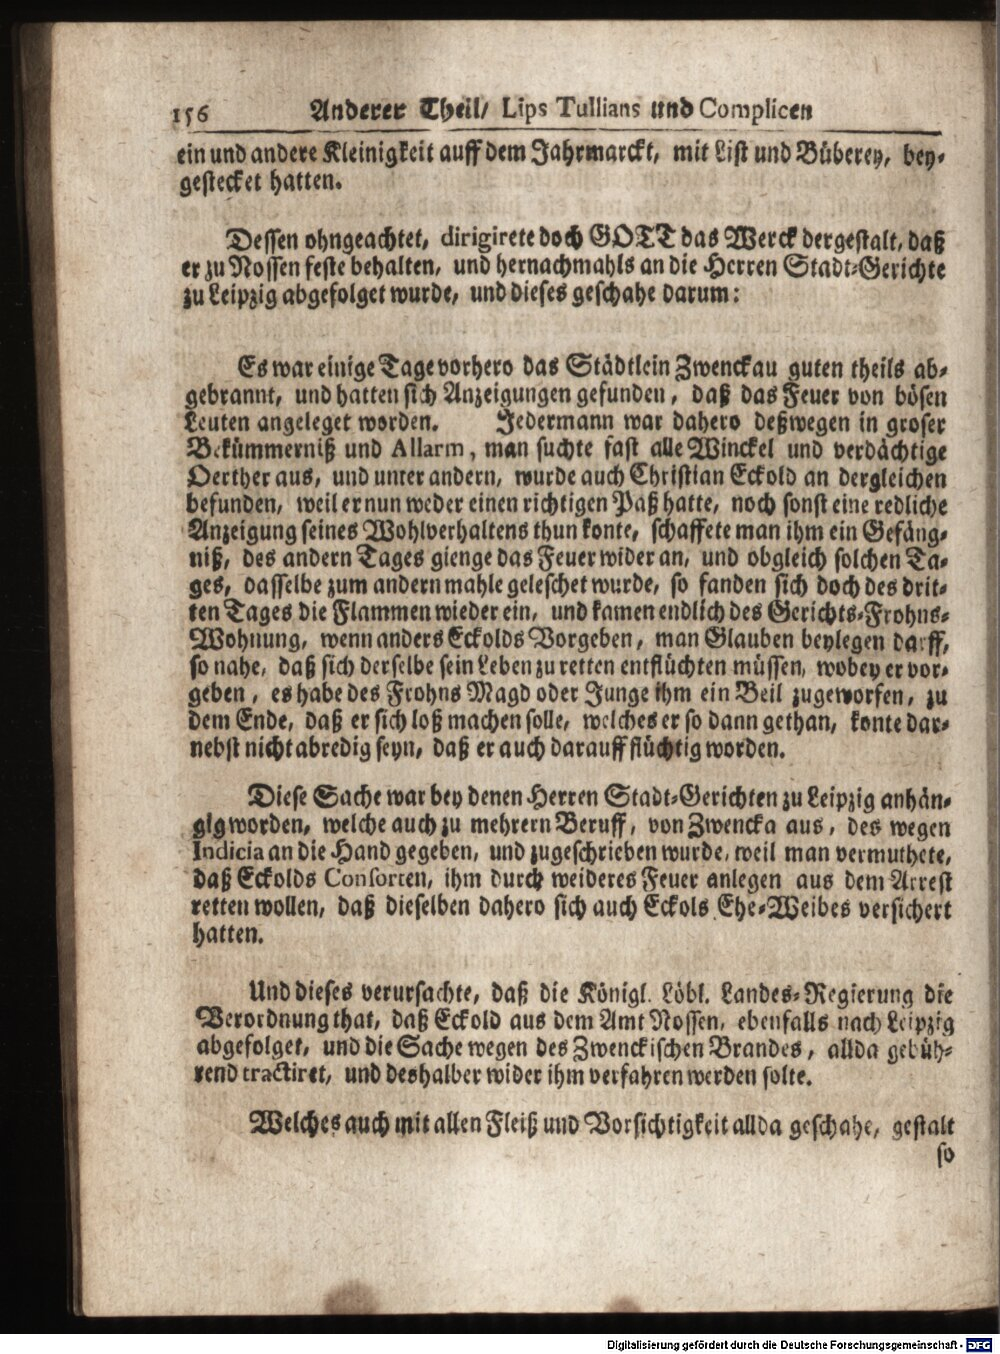 156 Anderer Theil/ Lips Tullians und Complicen
ein und andere Kleinigkeit auff dem Jahrmarckt, mit List und Büberey, bey-
gestecket hatten.
Dessen ohngeachtet, dirigirete doch GOTT das Werck dergestalt, daß
er zu Nossen feste behalten, und hernachmahls an die Herren Stadt-Gerichte
zu Leipzig abgefolget wurde, und dieses geschahe darum:
Es war einige Tage vorhero das Städtlein Zwenckau guten theils ab-
gebrannt, und hatten sich Anzeigungen gefunden, daß das Feuer von bösen
Leuten angeleget worden. Jedermann war dahero deßwegen in groser
Bekümmerniß und Allarm, man suchte fast alle Winckel und verdächtige
Oerther aus, und unter andern, wurde auch Christian Eckold an dergleichen
befunden, weil er nun weder einen richtigen Paß hatte, noch sonst eine redliche
Anzeigung seines Wohlverhaltens thun konte, schaffete man ihm ein Gefäng-
niß, des andern Tages gienge das Feuer wider an, und obgleich solchen Ta-
ges, dasselbe zum andern mahle geleschet wurde, so fanden sich doch des drit-
ten Tages die Flammen wieder ein, und kamen endlich des Gerichts-Frohns-
Wohnung, wenn anders Eckolds Vorgeben, man Glauben beylegen darff,
so nahe, daß sich derselbe sein Leben zu retten entflüchten müssen, wobey er vor-
geben, es habe des Frohns Magd oder Junge ihm ein Beil zugeworfen, zu
dem Ende, daß er sich loß machen solle, welches er so dann gethan, konte dar-
nebst nicht abredig seyn, daß er auch darauff flüchtig worden.
Diese Sache war bey denen Herren Stadt-Gerichten zu Leipzig anhän-
gig worden, welche auch zu mehrern Beruff, von Zwencka aus, des wegen
Indicia an die Hand gegeben, und zugeschrieben wurde, weil man vermuthete,
daß Eckolds Consorten, ihm durch weideres Feuer anlegen aus dem Arrest
retten wollen, daß dieselben dahero sich auch Eckols Ehe-Weibes versichert
hatten.
Und dieses verursachte, daß die Königl. Löbl. Landes-Regierung die
Verordnung that, daß Eckold aus dem Amt Nossen, ebenfalls nach Leipzig
abgefolget, und die Sache wegen des Zwenckischen Brandes, allda gebüh-
rend tractiret, und deshalber wider ihm verfahren werden solte.
Welches auch mit allen Fleiß und Vorsichtigkeit allda geschahe, gestalt
so
Digitalisierung gefördert durch die Deutsche Forschungsgemeinschaft - DFG